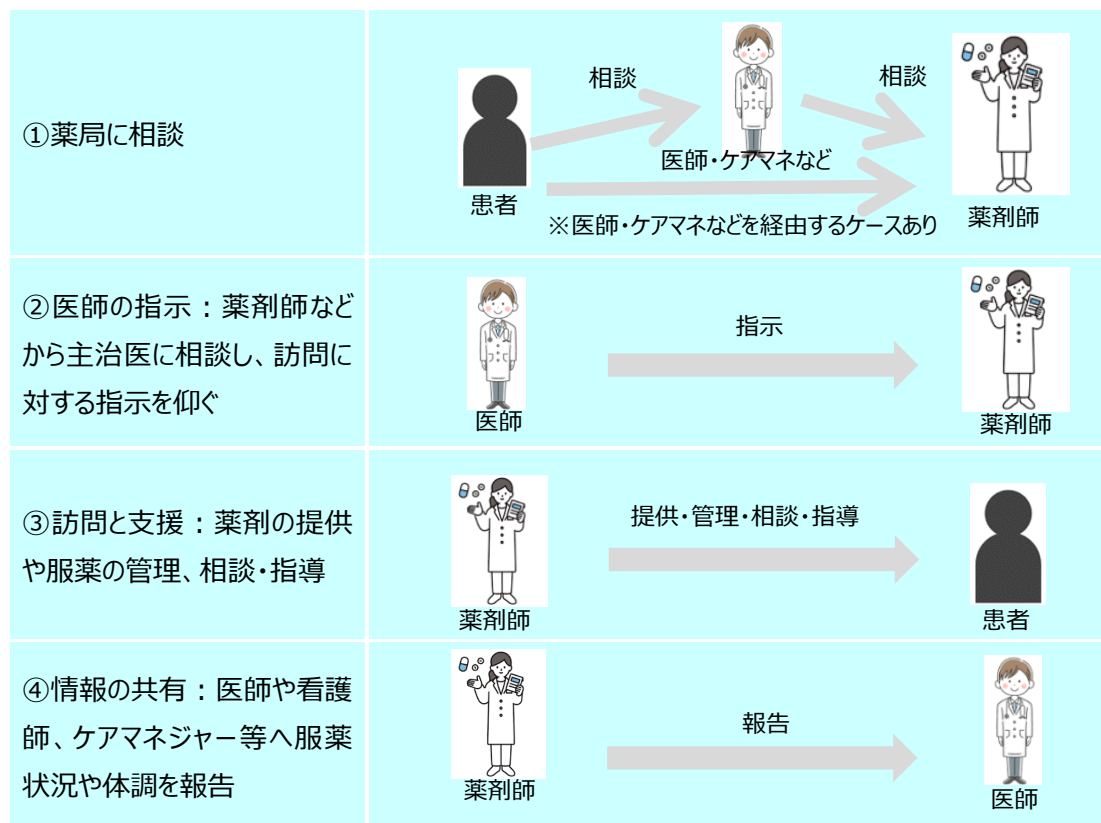 ①薬局に相談
相談
相談
医師・ケアマネなど
患者
※医師・ケアマネなどを経由するケースあり
薬剤師
②医師の指示：薬剤師など
から主治医に相談し、訪問に
対する指示を仰ぐ
指示
医師
薬剤師
③訪問と支援：薬剤の提供
や服薬の管理、相談・指導
提供・管理・相談・指導
薬剤師
患者
④情報の共有：医師や看護
師、ケアマネジャー等へ服薬
状況や体調を報告
報告
薬剤師
医師